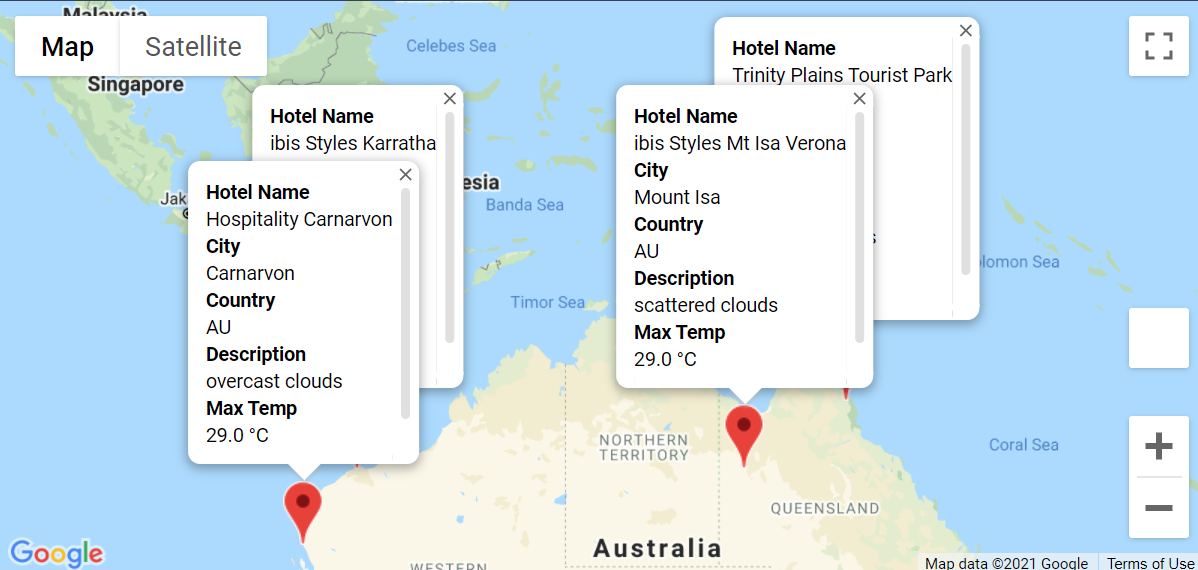 Malaysia
Map
Satellite
Singapore
Celebes Sea
Hotel Name
Trinity Plains Tourist Park
Hotel Name
ibis Styles Karratha
Hotel Name
ibis Styles Mt Isa Verona
City
Mount Isa
Country
AU
Description
scattered clouds
Max Temp
29.0 °C
Hotel Name
Hospitality Carnarvon
City
Carnarvon
Country
AU
Description
overcast clouds
Max Temp
29.0 °C
Jak
esia
Banda Sea
s
olomon Sea
Timor Sea
NORTHERN
TERRITORY
Coral Sea
QUEENSLAND
Australia
WESTERN
Google
Map data ©2021 Google
Terms of Use